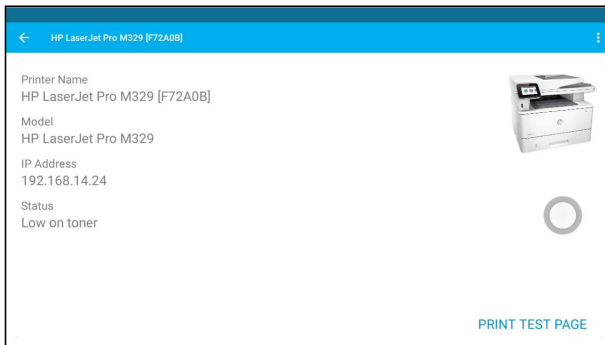 HP LaserJet Pro M329 [F72A0B]
Printer Name
HP LaserJet Pro M329 [F72A0B]
Model
HP LaserJet Pro M329
IP Address
192.168.14.24
Status
Low on toner
PRINT TEST PAGE